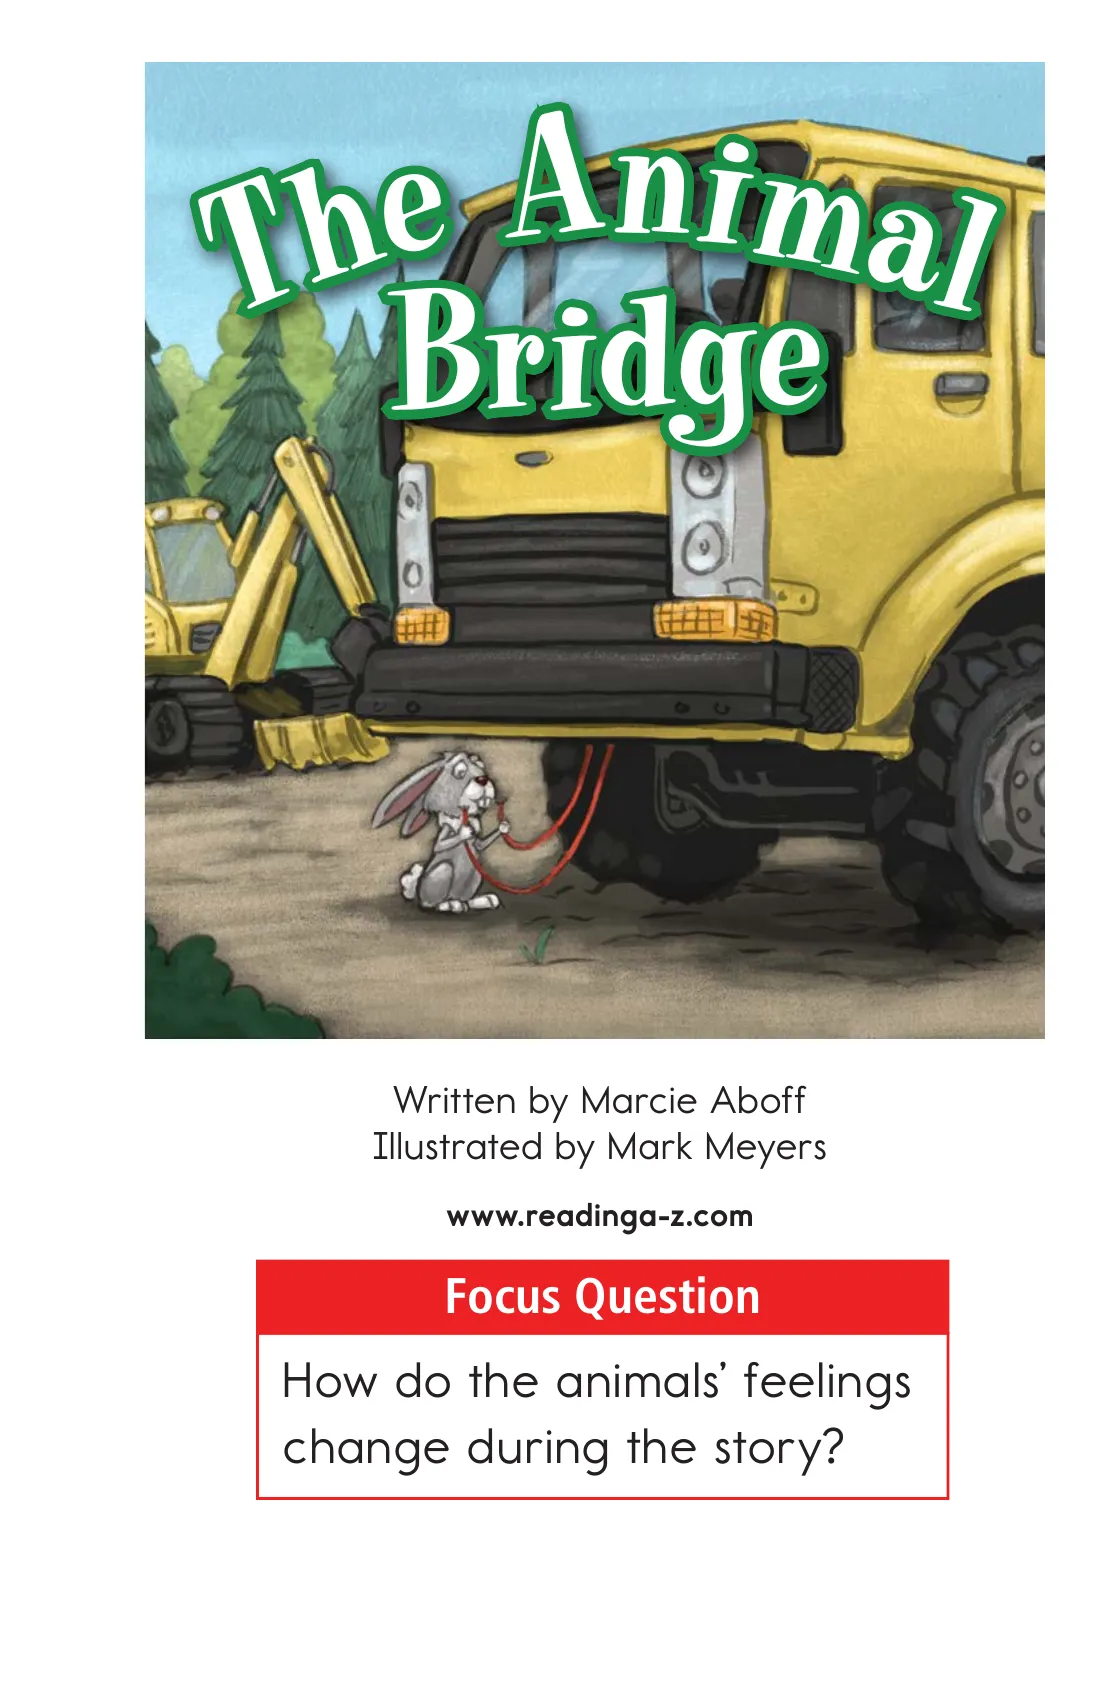 The Animal
Bridge
Written by Marcie Aboff
Illustrated by Mark Meyers
www.readinga-z.com
Focus Question
How do the animals’ feelings
change during the story?